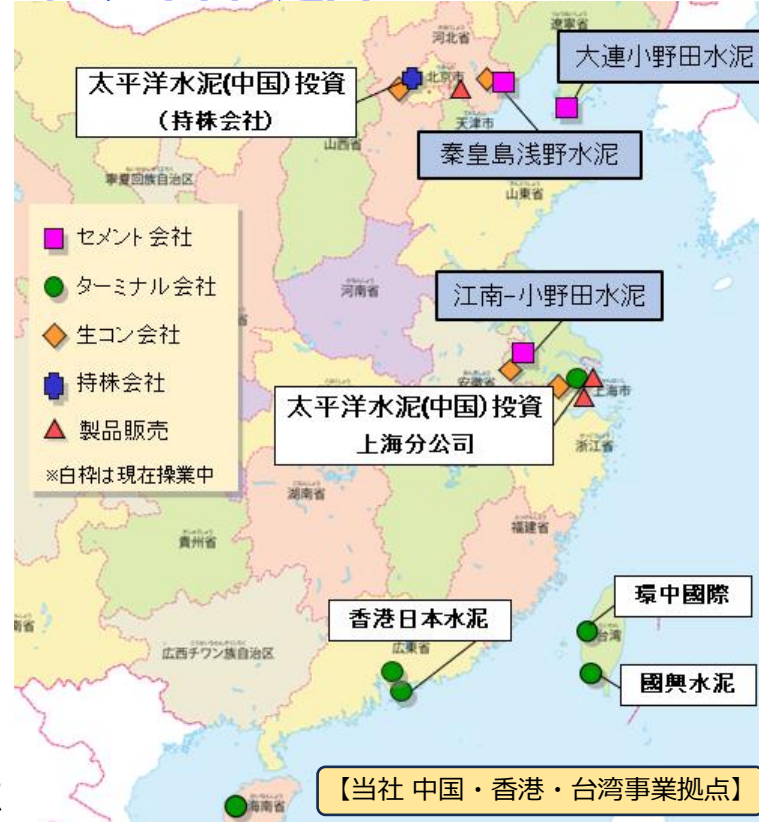 河北省
遼寧省
大連小野田水泥
太平洋水泥(中国)投資
(持株会社)
北京市
天津市
秦皇島浅野水泥
山西省
寧夏回族自治区
山東省
セメント会社
ターミナル会社
生コン会社
持株会社
製品販売
※白枠は現在操業中
河南省
江南-小野田水泥
安徽省
上海市
太平洋水泥(中国)投資
上海分公司
浙江省
湖南省
貴州省
福建省
環中國際
香港日本水泥
台湾
南省
広西チワン族自治区
広東省
國興水泥
海南省
【当社 中国・香港・台湾事業拠点】